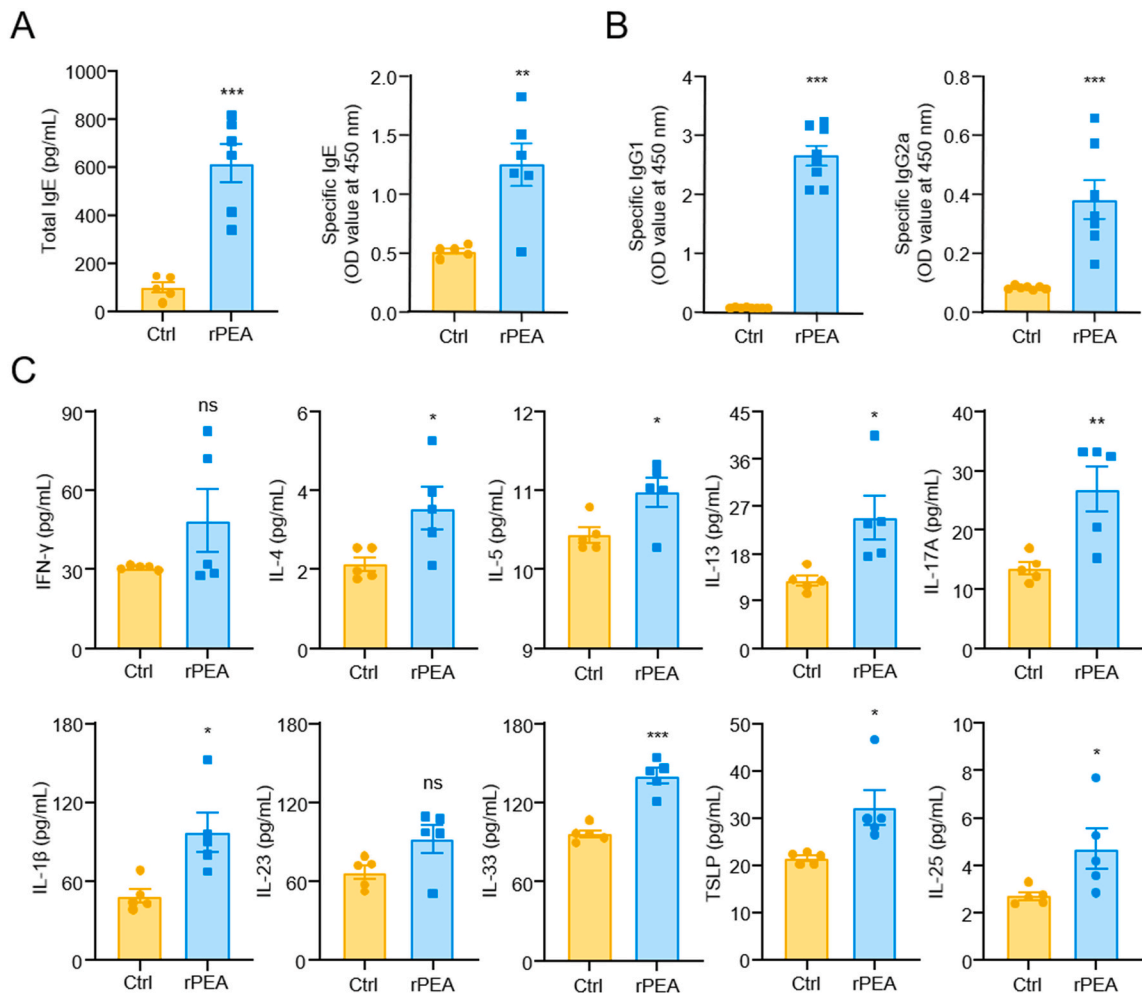 A
Total IgE (pg/mL)
1000
800
600
400
200
0
***
Ctrl
rPEA
Specific IgE
(OD value at 450 nm)
2.0
1.5
1.0
0.5
0.0
**
Ctrl
rPEA
B
Specific IgG1
(OD value at 450 nm)
4
3
2
1
0
***
Ctrl
rPEA
Specific IgG2a
(OD value at 450 nm)
0.8
0.6
0.4
0.2
0.0
***
Ctrl
rPEA
C
IFN-γ (pg/mL)
90
60
30
0
ns
Ctrl
rPEA
IL-4 (pg/mL)
6
4
2
0
*
Ctrl
rPEA
IL-5 (pg/mL)
12
11
10
9
*
Ctrl
rPEA
IL-13 (pg/mL)
45
36
27
18
9
0
*
Ctrl
rPEA
IL-17A (pg/mL)
40
30
20
10
0
**
Ctrl
rPEA
IL-1β (pg/mL)
180
120
60
0
*
Ctrl
rPEA
IL-23 (pg/mL)
180
120
60
0
ns
Ctrl
rPEA
IL-33 (pg/mL)
180
120
60
0
***
Ctrl
rPEA
TSLP (pg/mL)
50
40
30
20
10
0
*
Ctrl
rPEA
IL-25 (pg/mL)
10
8
6
4
2
0
*
Ctrl
rPEA